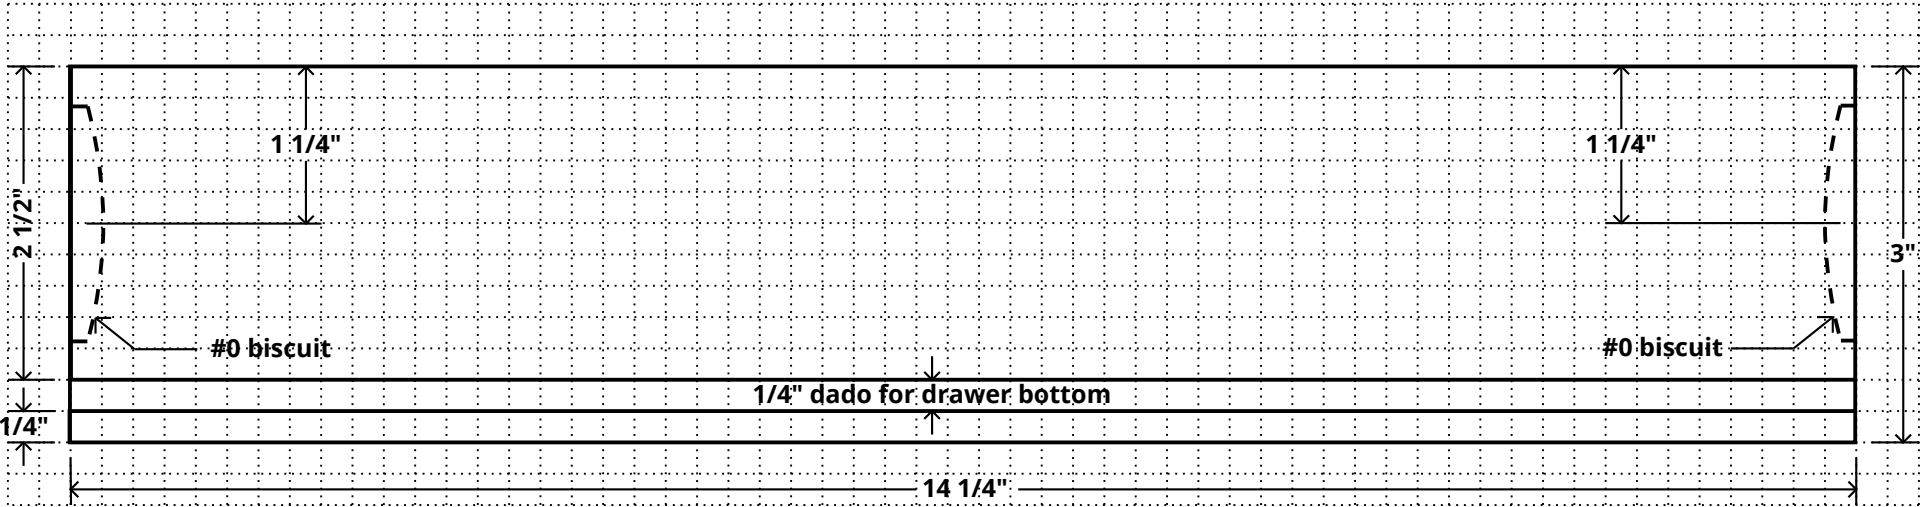 1 1/4"
1 1/4"
2 1/2"
3"
#0 biscuit
#0 biscuit
1/4" dado for drawer bottom
1/4"
14 1/4"